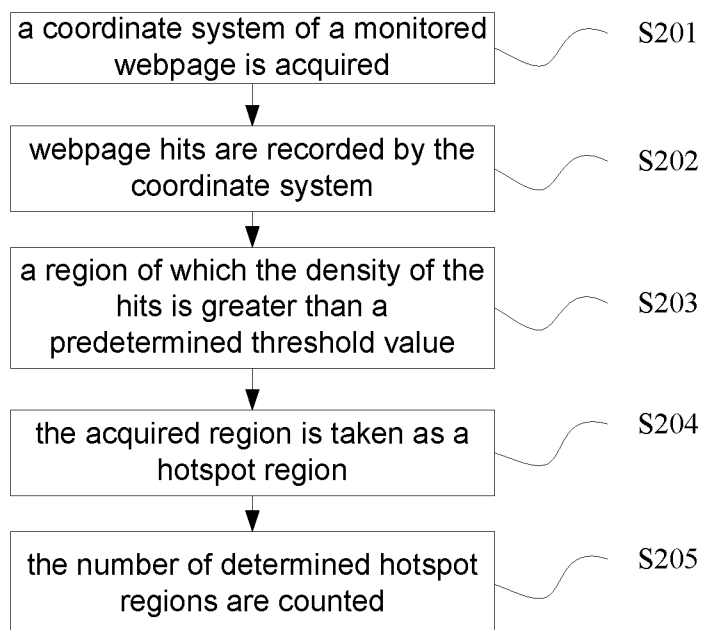 a coordinate system of a monitored
webpage is acquired
S201
webpage hits are recorded by the
coordinate system
S202
a region of which the density of the
hits is greater than a
predetermined threshold value
S203
the acquired region is taken as a
hotspot region
S204
the number of determined hotspot
regions are counted
S205